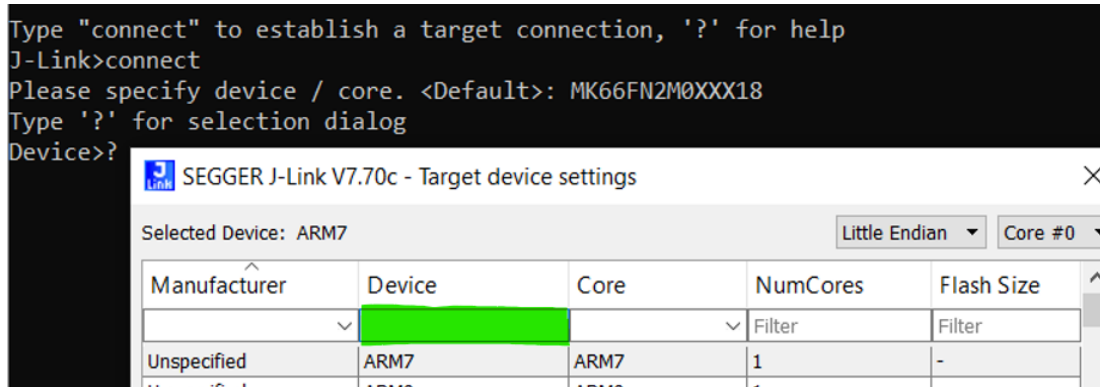 Type "connect" to establish a target connection, '?' for help
J-Link>connect
Please specify device / core. <Default>: MK66FN2M0XXX18
Type '?' for selection dialog
Device>?
J Link SEGGER J-Link V7.70c - Target device settings
Selected Device: ARM7 Little Endian Core #0
Manufacturer Device Core NumCores Flash Size
Filter Filter
Unspecified ARM7 ARM7 1 -